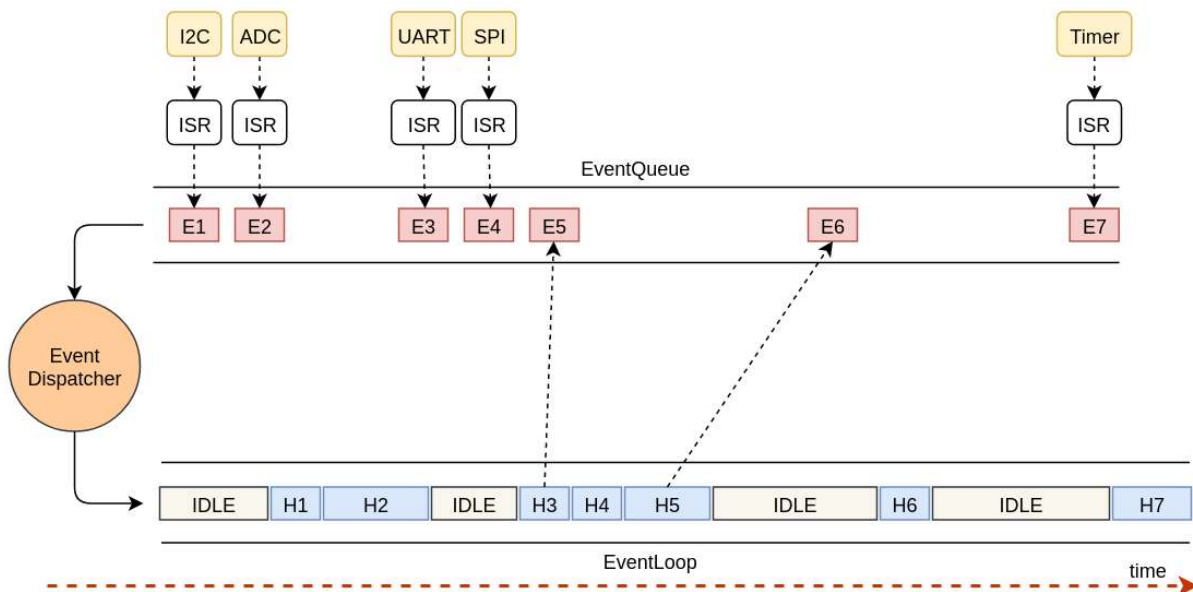 I2C
ADC
UART
SPI
Timer
ISR
ISR
ISR
ISR
ISR
EventQueue
E1
E2
E3
E4
E5
E6
E7
Event
Dispatcher
IDLE
H1
H2
IDLE
H3
H4
H5
IDLE
H6
IDLE
H7
EventLoop
time